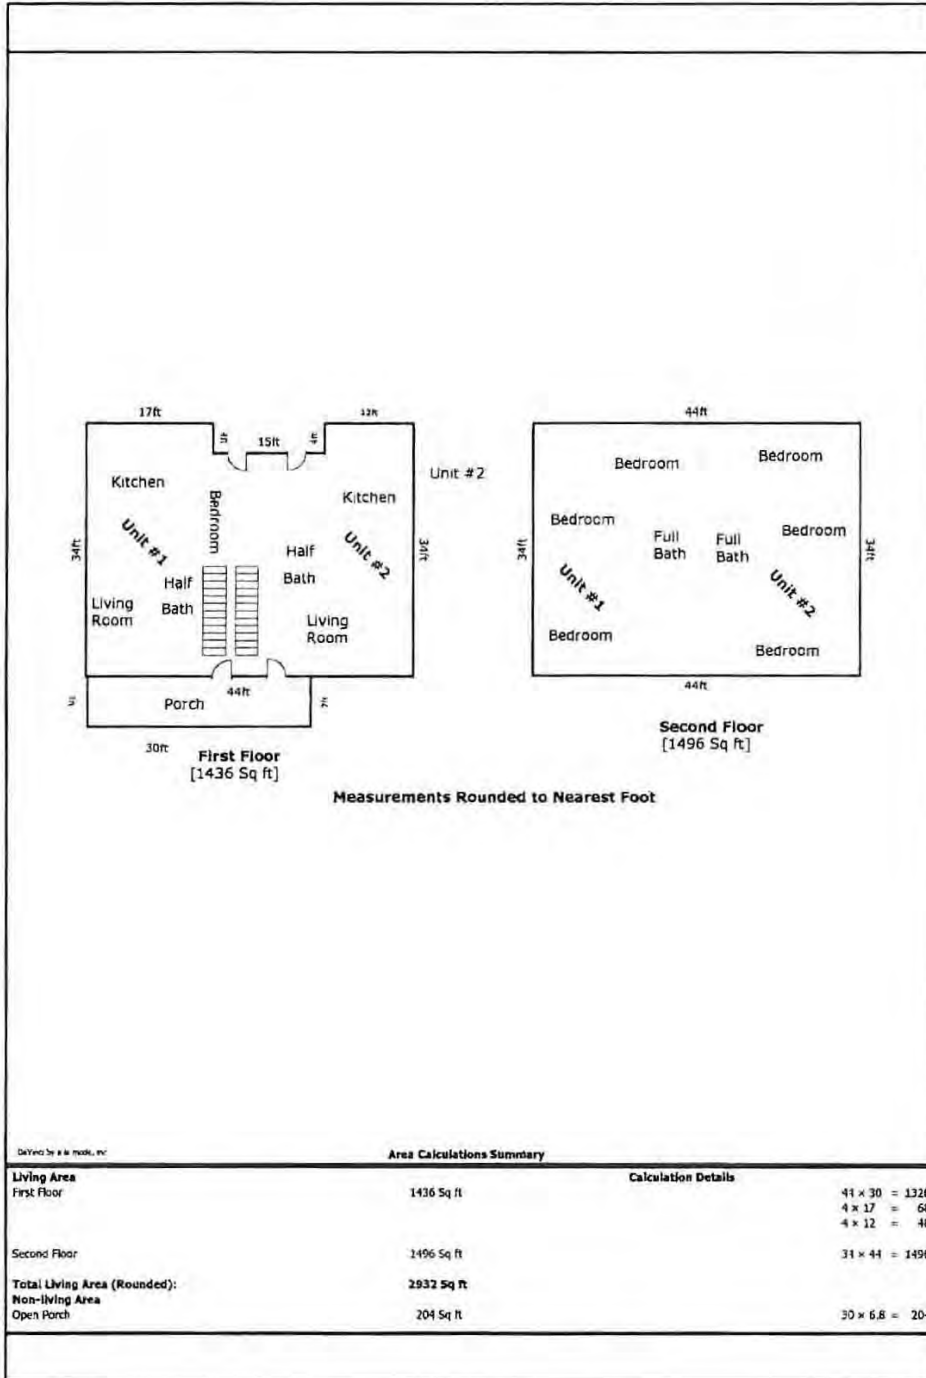 17ft
12ft
44ft
15ft
4ft
Bedroom
Bedroom
Unit #2
Kitchen
Kitchen
Bedroom
Bedroom
Bedroom
Unit #1
Half
Bath
Unit #2
Full
Bath
Full
Bath
34ft
34ft
34ft
34ft
Half
Bath
Unit #1
Unit #2
Living
Room
Living
Room
Bedroom
Bedroom
44ft
44ft
Porch
30ft
First Floor
[1436 Sq ft]
Second Floor
[1496 Sq ft]
Measurements Rounded to Nearest Foot
Area Calculations Summary
Living Area
Calculation Details
First Floor
1436 Sq ft
44 x 30 = 1320
4 x 17 =
4 x 12 =
Second Floor
1496 Sq ft
34 x 44 = 1496
Total Living Area (Rounded):
2932 Sq ft
Non-living Area
Open Porch
204 Sq ft
30 x 6.8 =